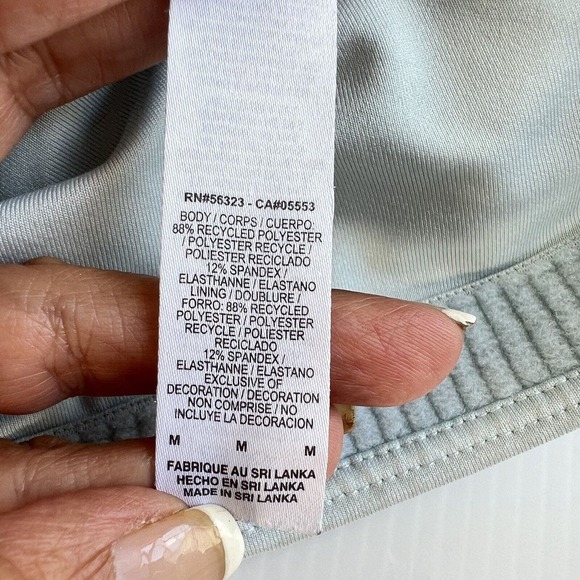 RN#56323 - CA#05553
BODY / CORPS / CUERPO:
88% RECYCLED POLYESTER
/ POLYESTER RECYCLE /
POLIESTER RECICLADO
12% SPANDEX /
ELASTHANNE / ELASTANO
LINING / DOUBLURE /
FORRO: 88% RECYCLED
POLYESTER / POLYESTER
RECYCLE / POLIESTER
RECICLADO
12% SPANDEX /
ELASTHANNE / ELASTANO
EXCLUSIVE OF
DECORATION / DECORATION
NON COMPRISE / NO
INCLUYE LA DECORACION
M M M
FABRIQUE AU SRI LANKA
HECHO EN SRI LANKA
MADE IN SRI LANKA